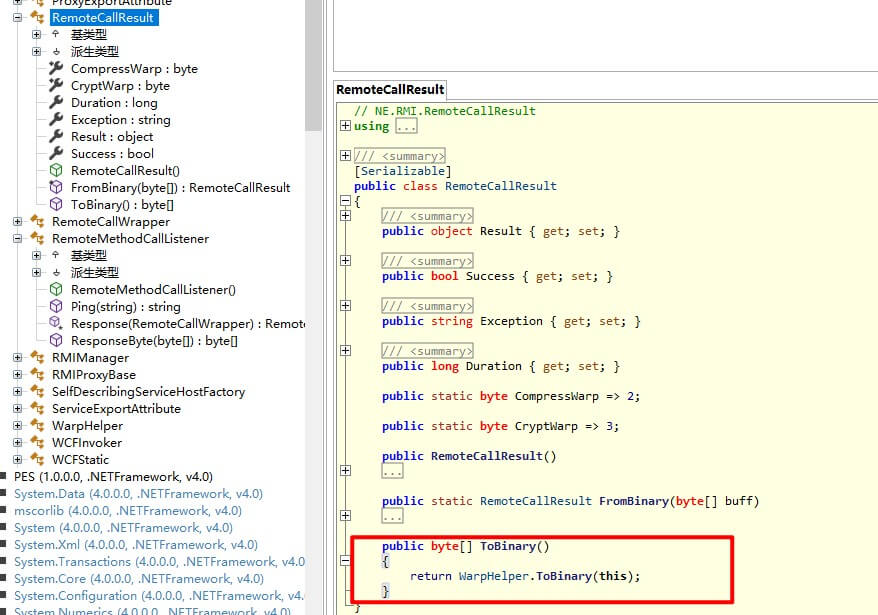 ProxyExportAttribute
RemoteCallResult
基类型
派生类型
CompressWarp : byte
CryptWarp : byte
Duration : long
Exception : string
Result : object
Success : bool
RemoteCallResult()
FromBinary(byte[]) : RemoteCallResult
ToBinary() : byte[]
RemoteCallWrapper
RemoteMethodCallListener
基类型
派生类型
RemoteMethodCallListener()
Ping(string) : string
Response(RemoteCallWrapper) : Remote
ResponseByte(byte[]) : byte[]
RMIManager
RMIProxyBase
SelfDescribingServiceHostFactory
ServiceExportAttribute
WarpHelper
WCFInvoker
WCFStatic
PES (1.0.0.0, .NETFramework, v4.0)
System.Data (4.0.0.0, .NETFramework, v4.0)
mscorlib (4.0.0.0, .NETFramework, v4.0)
System (4.0.0.0, .NETFramework, v4.0)
System.Xml (4.0.0.0, .NETFramework, v4.0)
System.Transactions (4.0.0.0, .NETFramework, v4.0
System.Core (4.0.0.0, .NETFramework, v4.0)
System.Configuration (4.0.0.0, .NETFramework, v4.0
System.Numerics (4.0.0.0, .NETFramework, v4.0)
RemoteCallResult
// NE.RMI.RemoteCallResult
using ...
/// <summary>
[Serializable]
public class RemoteCallResult
{
/// <summary>
public object Result { get; set; }
/// <summary>
public bool Success { get; set; }
/// <summary>
public string Exception { get; set; }
/// <summary>
public long Duration { get; set; }
public static byte CompressWarp => 2;
public static byte CryptWarp => 3;
public RemoteCallResult()
...
public static RemoteCallResult FromBinary(byte[] buff)
...
public byte[] ToBinary()
{
return WarpHelper.ToBinary(this);
}
}